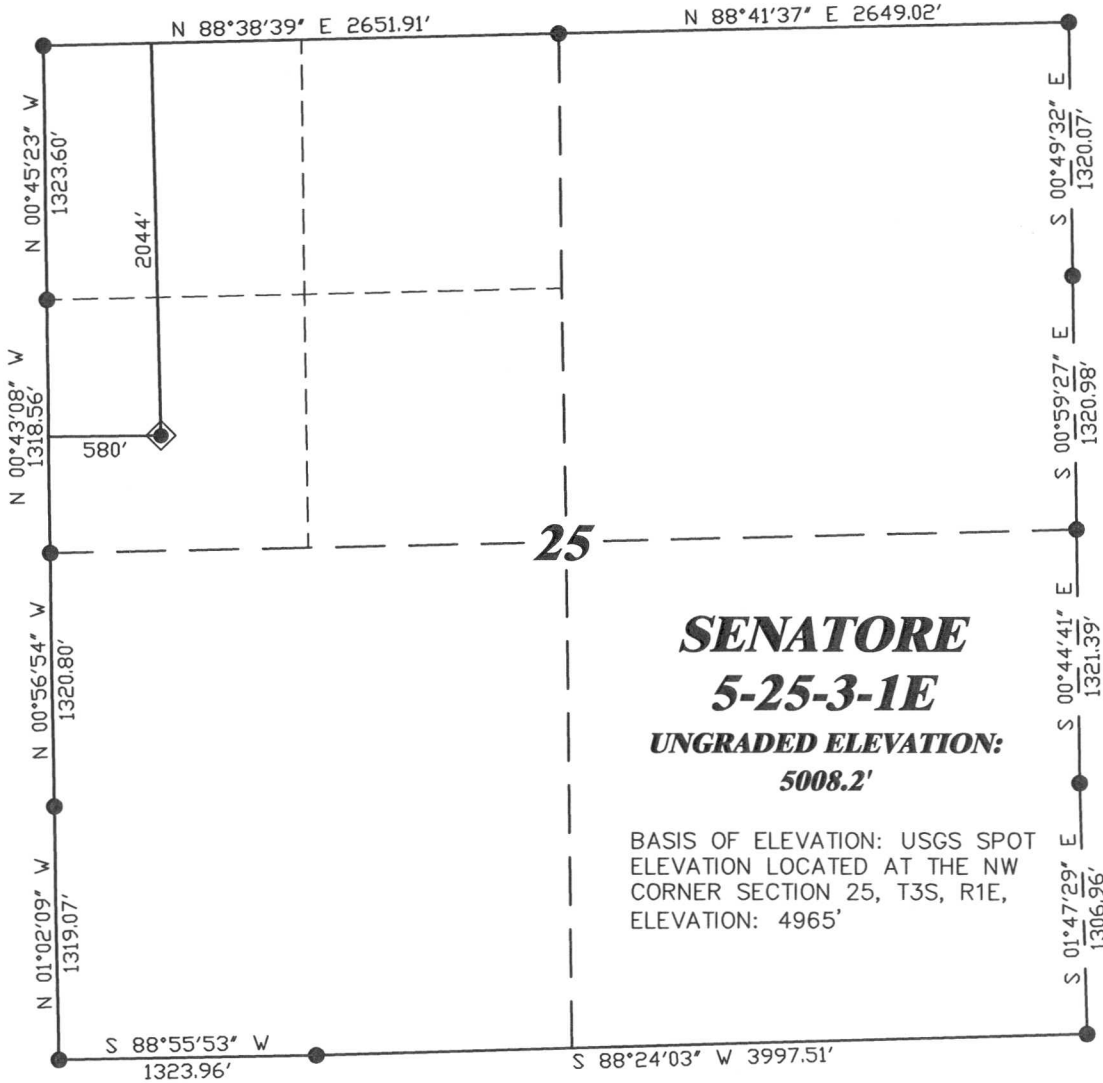 N 88°38'39" E 2651.91'
N 88°41'37" E 2649.02'
N 00°45'23" W
1323.60'
2044'
S 00°49'32" E
1320.07'
N 00°43'08" W
1318.56'
580'
S 00°59'27" E
1320.98'
25
N 00°56'54" W
1320.80'
SENATORE
5-25-3-1E
UNGRADED ELEVATION:
5008.2'
S 00°44'41" E
1321.39'
BASIS OF ELEVATION: USGS SPOT
ELEVATION LOCATED AT THE NW
CORNER SECTION 25, T3S, R1E,
ELEVATION: 4965'
N 01°02'09" W
1319.07'
S 01°47'29" E
1306.96'
S 88°55'53" W
1323.96'
S 88°24'03" W 3997.51'